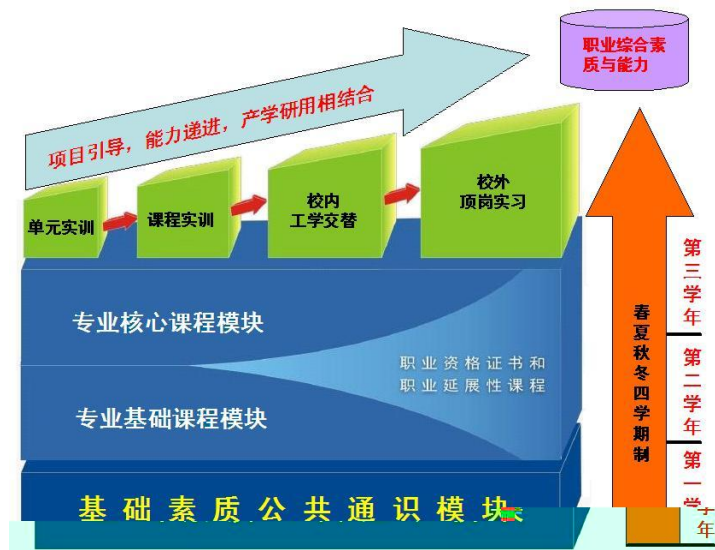 职业综合素
质与能力
项目引导，能力递进，产学研用相结合
单元实训
课程实训
校内
工学交替
校外
顶岗实习
专业核心课程模块
职业资格证书和
职业延展性课程
专业基础课程模块
基础素质公共通识模块
春夏秋冬四学期制
第三学年
第二学年
第一学年